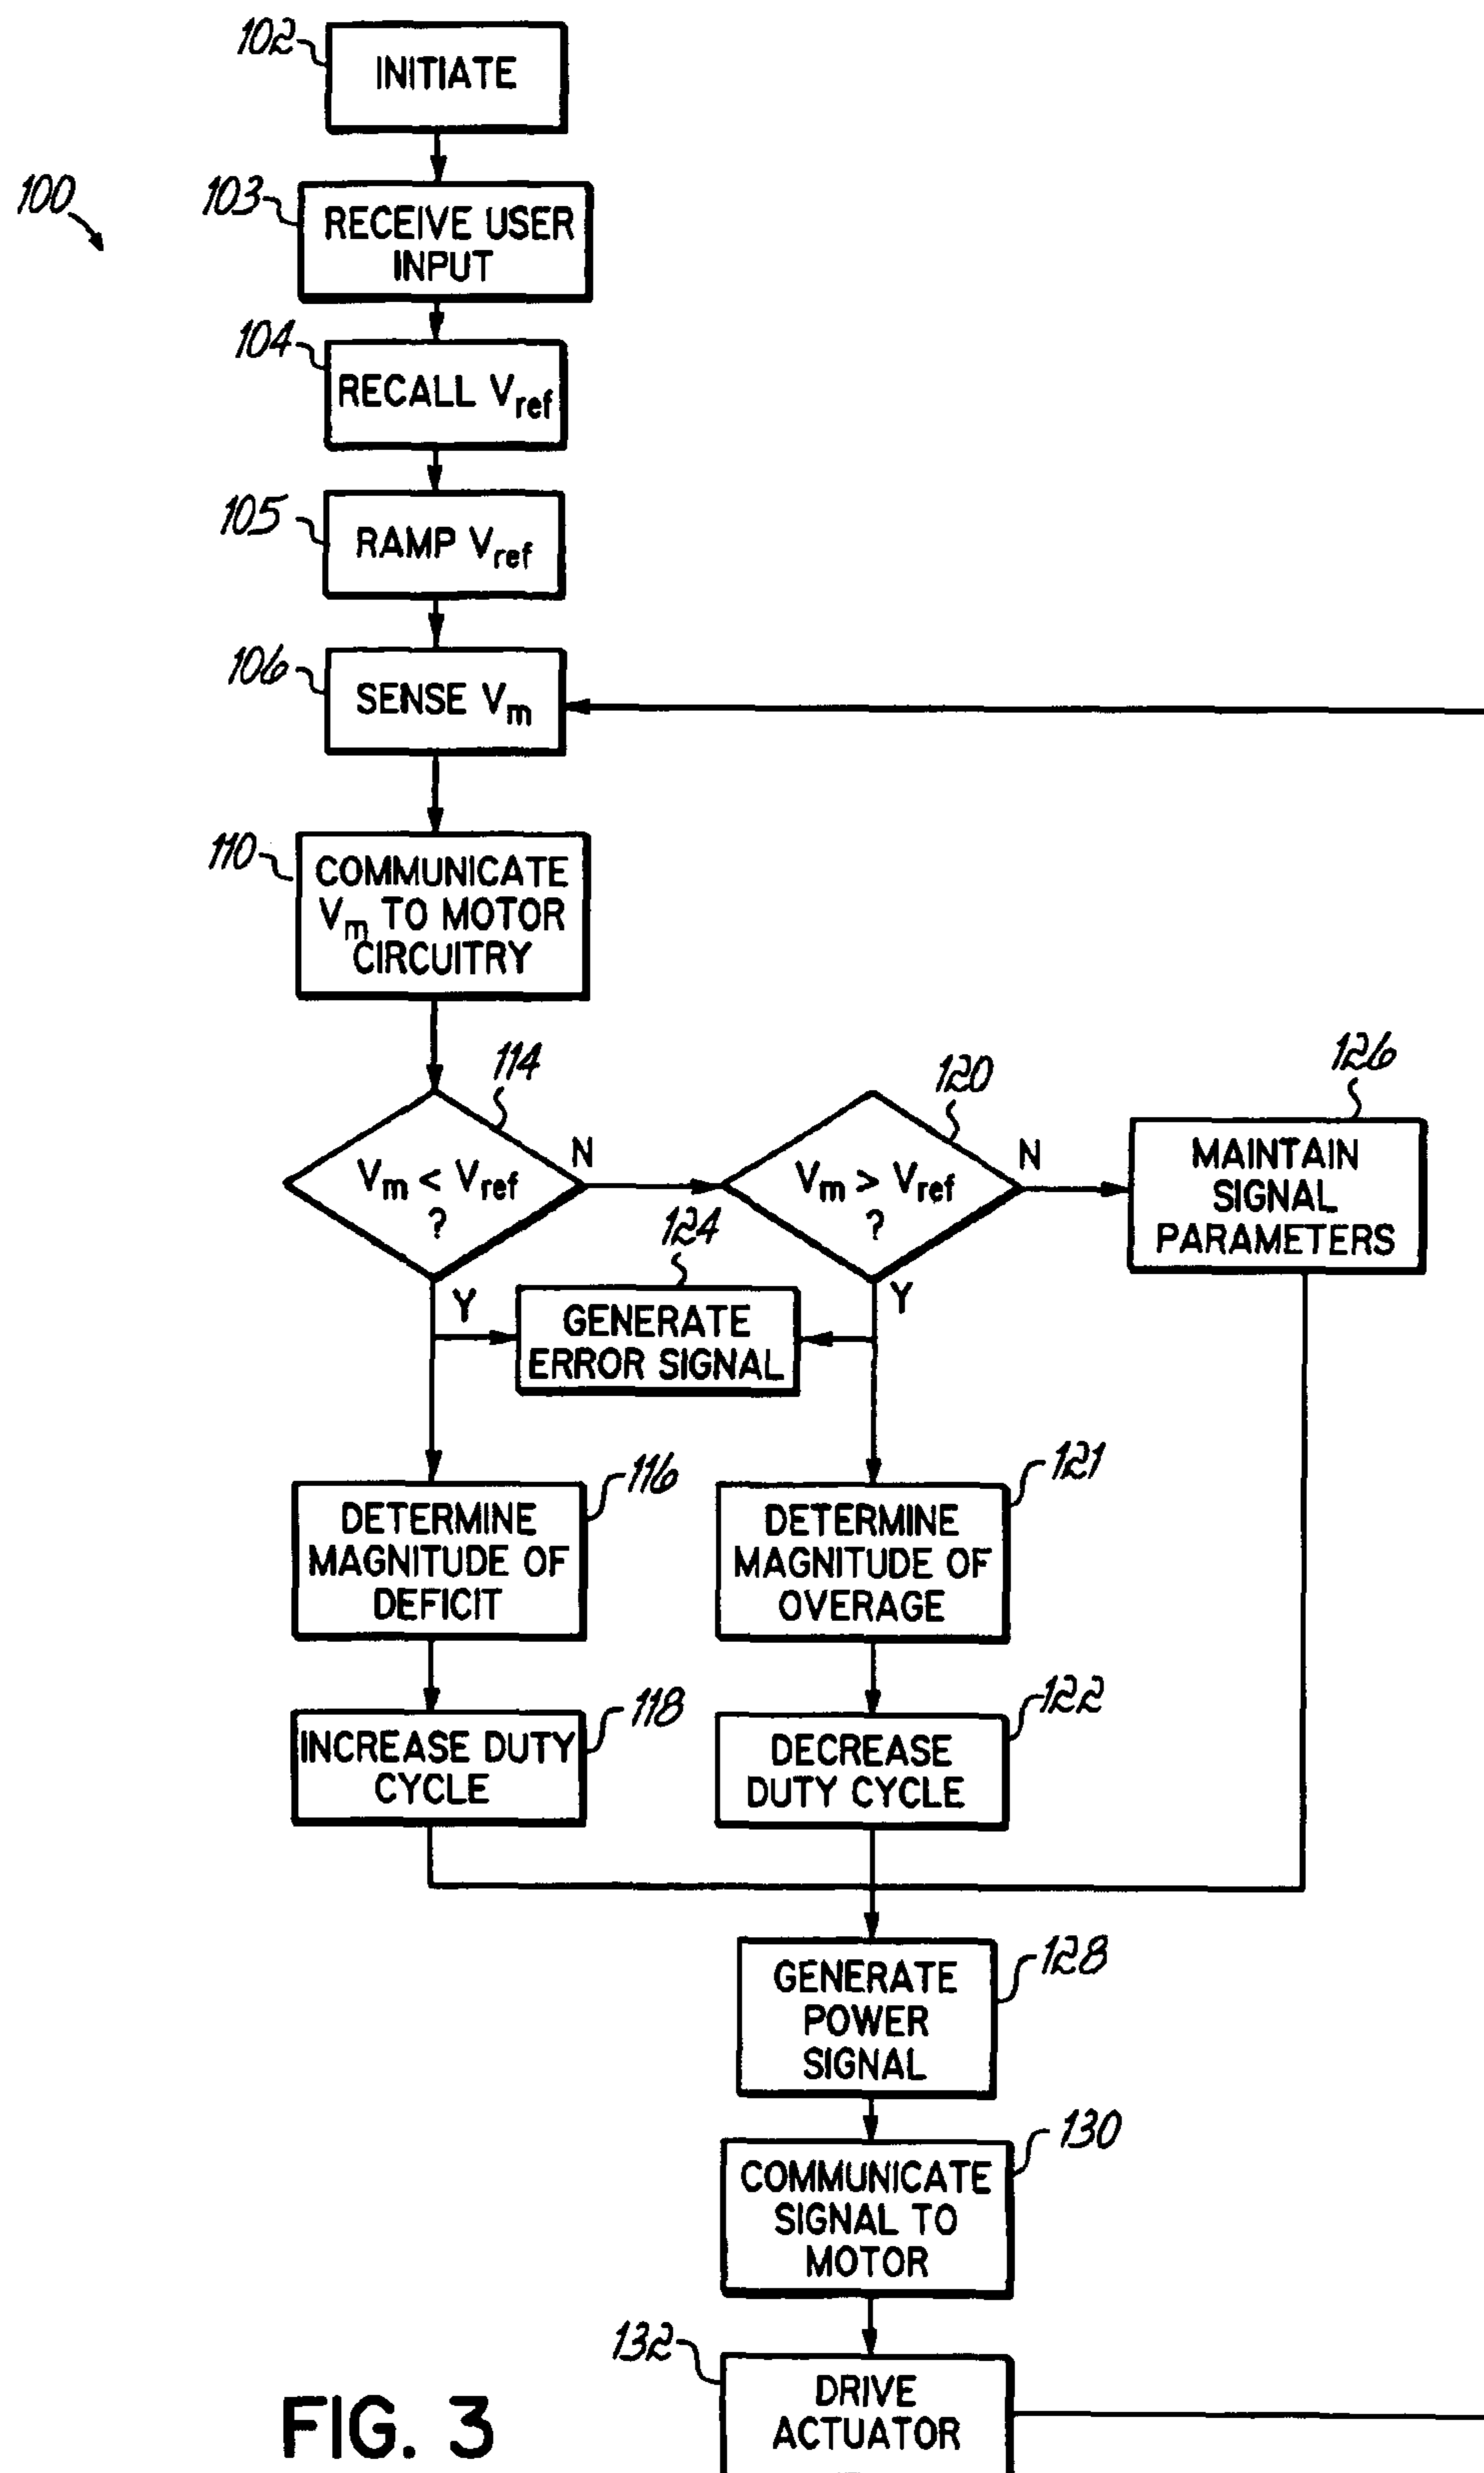 102
INITIATE
100
103
RECEIVE USER
INPUT
104
RECALL Vref
105
RAMP Vref
106
SENSE Vm
110
COMMUNICATE
Vm TO MOTOR
CIRCUITRY
114
Vm < Vref
?
N
Y
120
Vm > Vref
?
N
Y
126
MAINTAIN
SIGNAL
PARAMETERS
124
GENERATE
ERROR SIGNAL
116
DETERMINE
MAGNITUDE OF
DEFICIT
121
DETERMINE
MAGNITUDE OF
OVERAGE
118
INCREASE DUTY
CYCLE
122
DECREASE
DUTY CYCLE
128
GENERATE
POWER
SIGNAL
130
COMMUNICATE
SIGNAL TO
MOTOR
132
DRIVE
ACTUATOR
FIG. 3